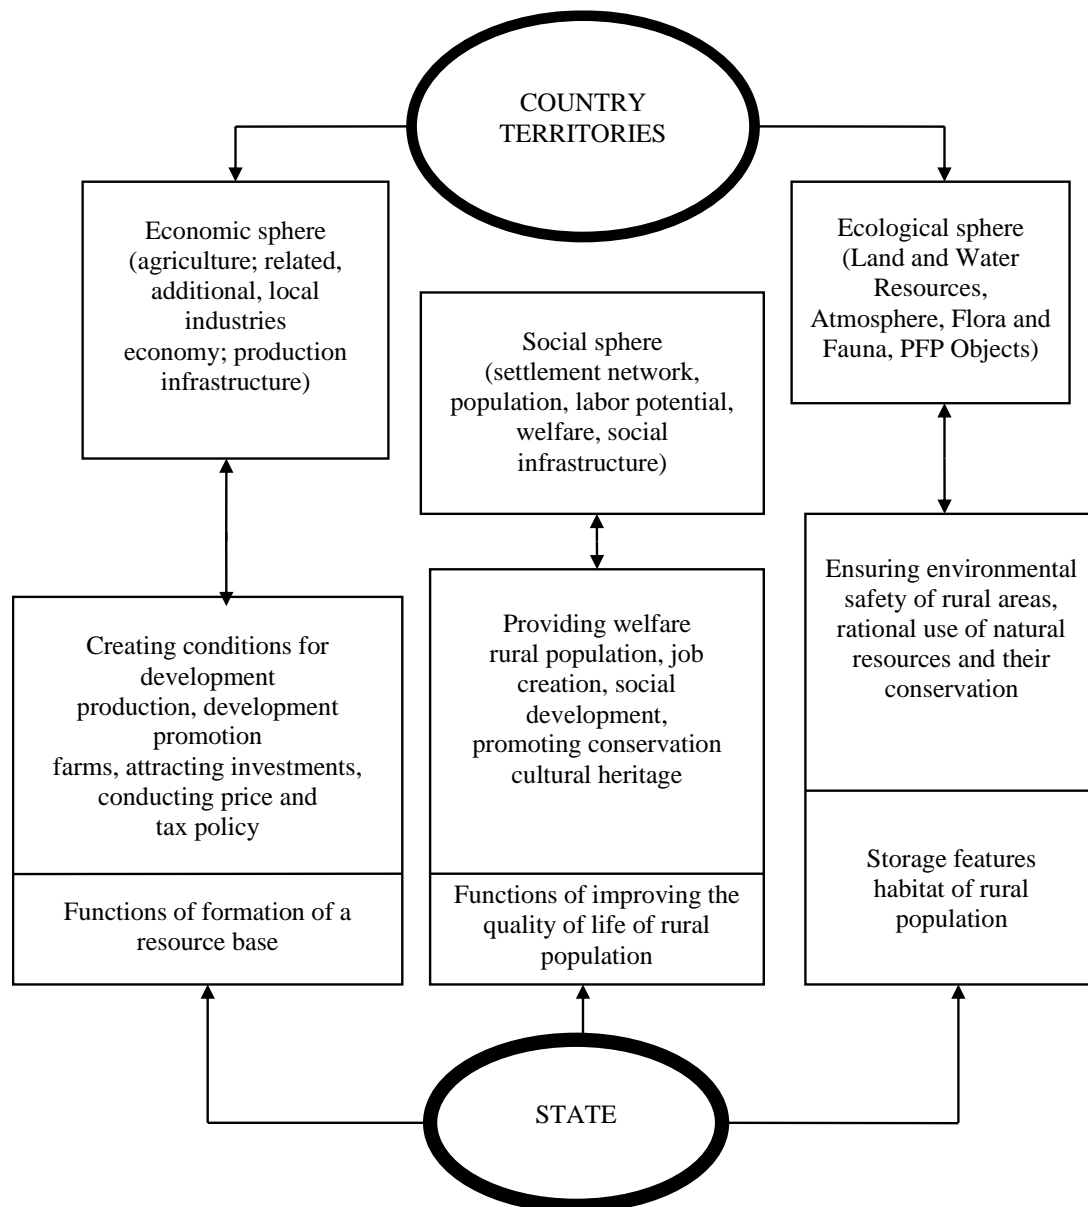 COUNTRY
TERRITORIES
Economic sphere
(agriculture; related,
additional, local
industries
economy; production
infrastructure)
Social sphere
(settlement network,
population, labor potential,
welfare, social
infrastructure)
Ecological sphere
(Land and Water
Resources,
Atmosphere, Flora and
Fauna, PFP Objects)
Creating conditions for
development
production, development
promotion
farms, attracting investments,
conducting price and
tax policy
Functions of formation of a
resource base
Providing welfare
rural population, job
creation, social
development,
promoting conservation
cultural heritage
Functions of improving the
quality of life of rural
population
Ensuring environmental
safety of rural areas,
rational use of natural
resources and their
conservation
Storage features
habitat of rural
population
STATE